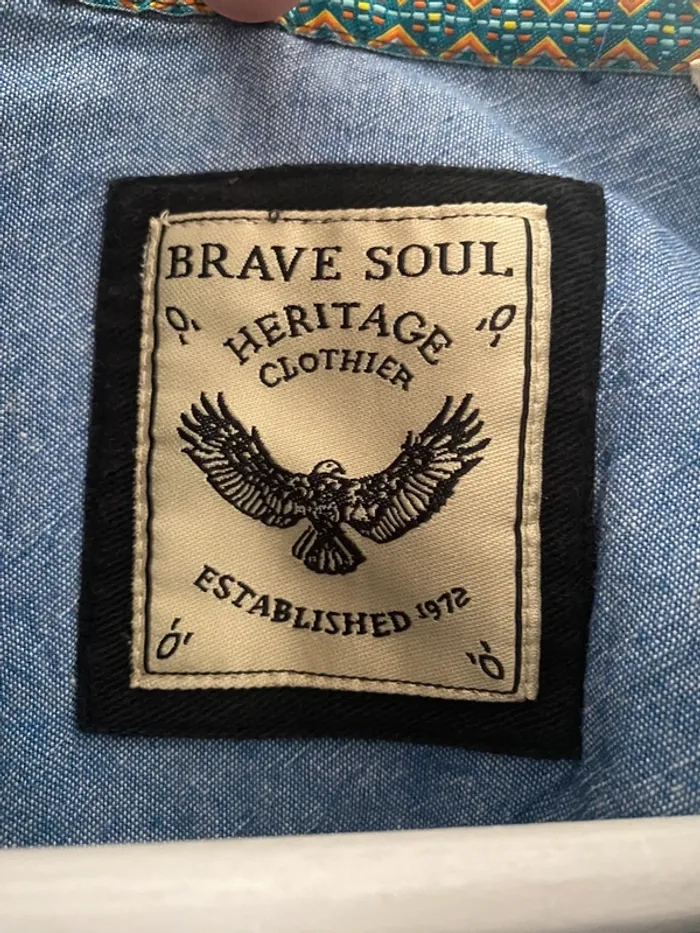 BRAVE SOUL
HERITAGE
CLOTHIER
ESTABLISHED 1972